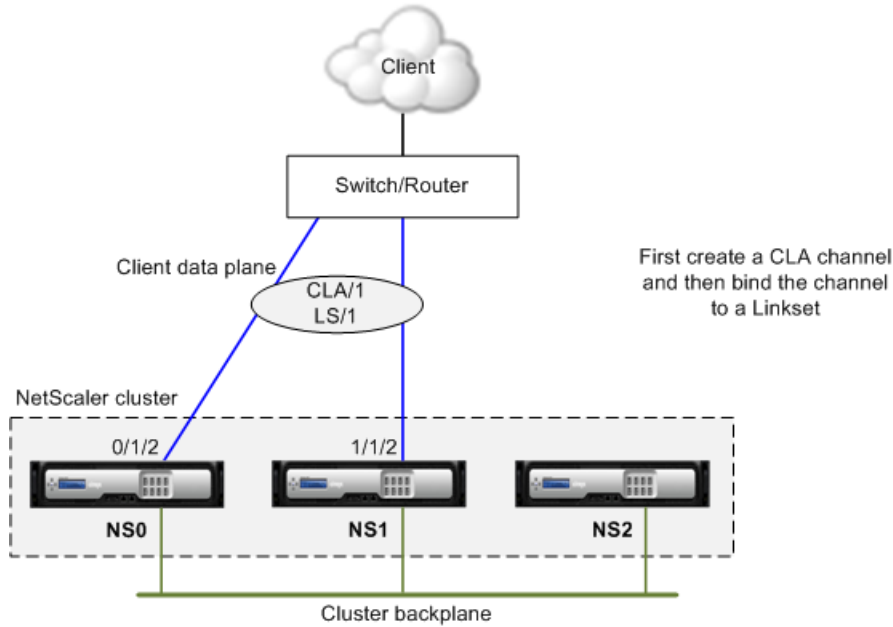 Client
Switch/Router
Client data plane
CLA/1
LS/1
First create a CLA channel
and then bind the channel
to a Linkset
NetScaler cluster
0/1/2
1/1/2
NS0
NS1
NS2
Cluster backplane